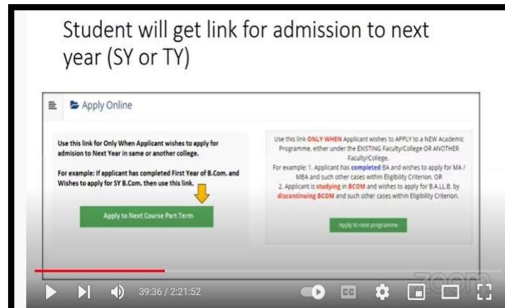 Student will get link for admission to next
year (SY or TY)
Apply Online
Use this link for Only When Applicant wishes to apply for
admision to Next Year in same or another college.
For example: if applicant has completed First Year of B.Com. and
Wishes to apply for SY B.Com, then use this link.
Apply to Next Course Part Term
Use this link ONLY WHEN Applicant wishes to APPLY to a NEW Academic
Programme, either under the EXISTING Faculty/College OR ANOTHER
Faculty/College.
For example: 1. Applicant has completed BA and wishes to apply for MA /
MBA and such other cases within Eligibility Criterion. OR
2. Applicant is studying in BCOM and wishes to apply for B.A.LL.B. by
discontinuing BCOM and such other cases within Eligibility Criterion.
Apply to next programme
zoom
39:36 / 2:21:52
CC